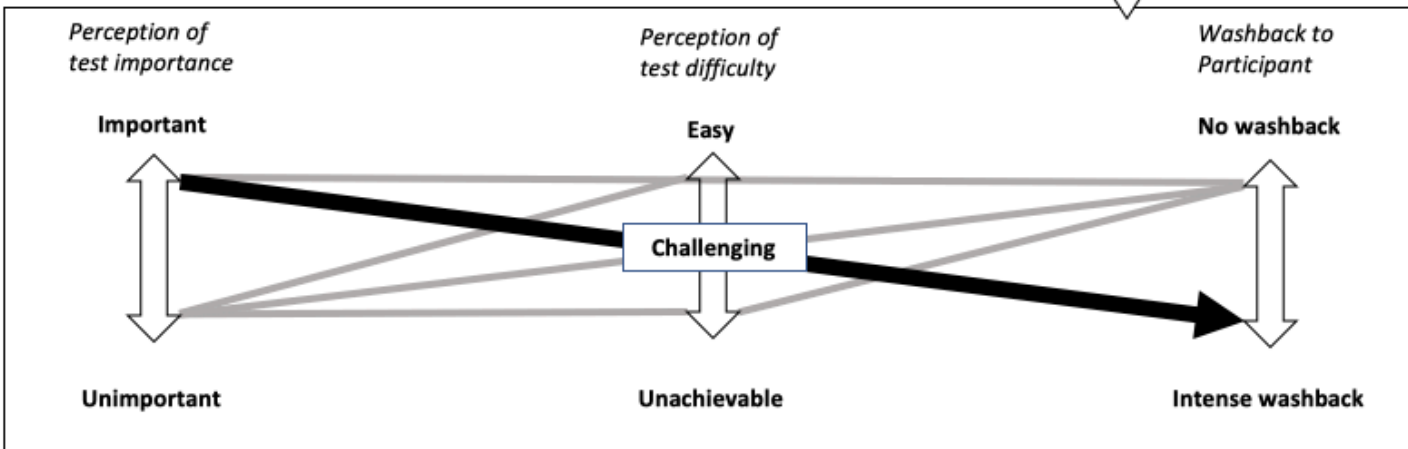 Perception of
test importance
Perception of
test difficulty
Washback to
Participant
Important
Easy
No washback
Challenging
Unimportant
Unachievable
Intense washback